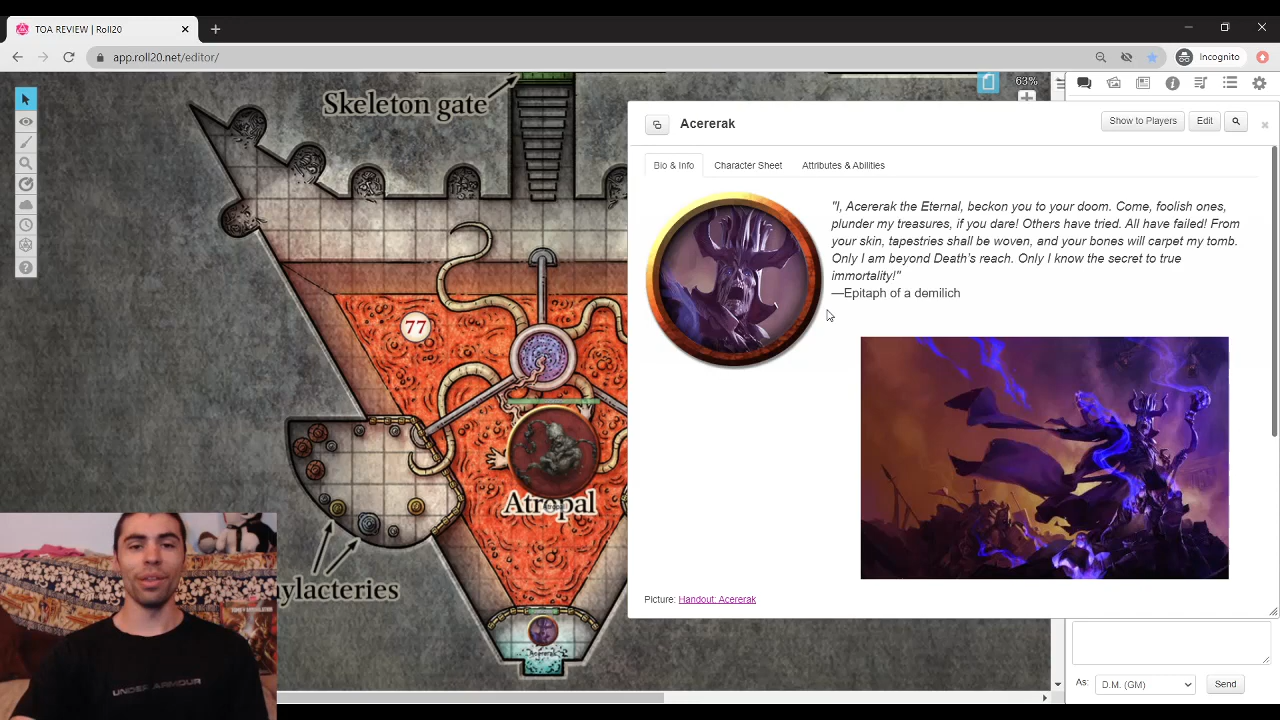 TOA REVIEW | Roll20
app.roll20.net/editor/
Incognito
63%
Skeleton gate
Acererak
Show to Players
Edit
Bio & Info
Character Sheet
Attributes & Abilities
"I, Acererak the Eternal, beckon you to your doom. Come, foolish ones,
plunder my treasures, if you dare! Others have tried. All have failed! From
your skin, tapestries shall be woven, and your bones will carpet my tomb.
Only I am beyond Death's reach. Only I know the secret to true
immortality!"
—Epitaph of a demilich
77
Atropal
ylacteries
Picture: Handout: Acererak
UNDER ARMOUR
As:
D.M. (GM)
Send